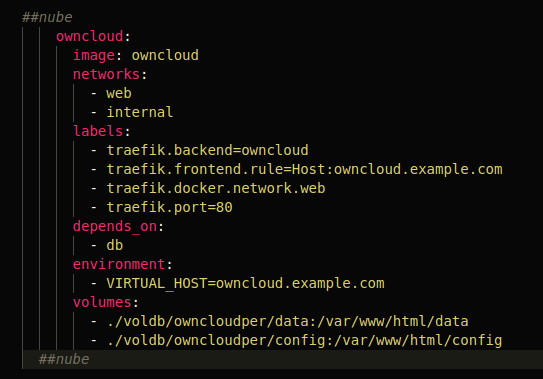 ##nube
owncloud:
image: owncloud
networks:
- web
- internal
labels:
- traefik.backend=owncloud
- traefik.frontend.rule=Host:owncloud.example.com
- traefik.docker.network.web
- traefik.port=80
depends_on:
- db
environment:
- VIRTUAL_HOST=owncloud.example.com
volumes:
- ./voldb/owncloudper/data:/var/www/html/data
- ./voldb/owncloudper/config:/var/www/html/config
##nube